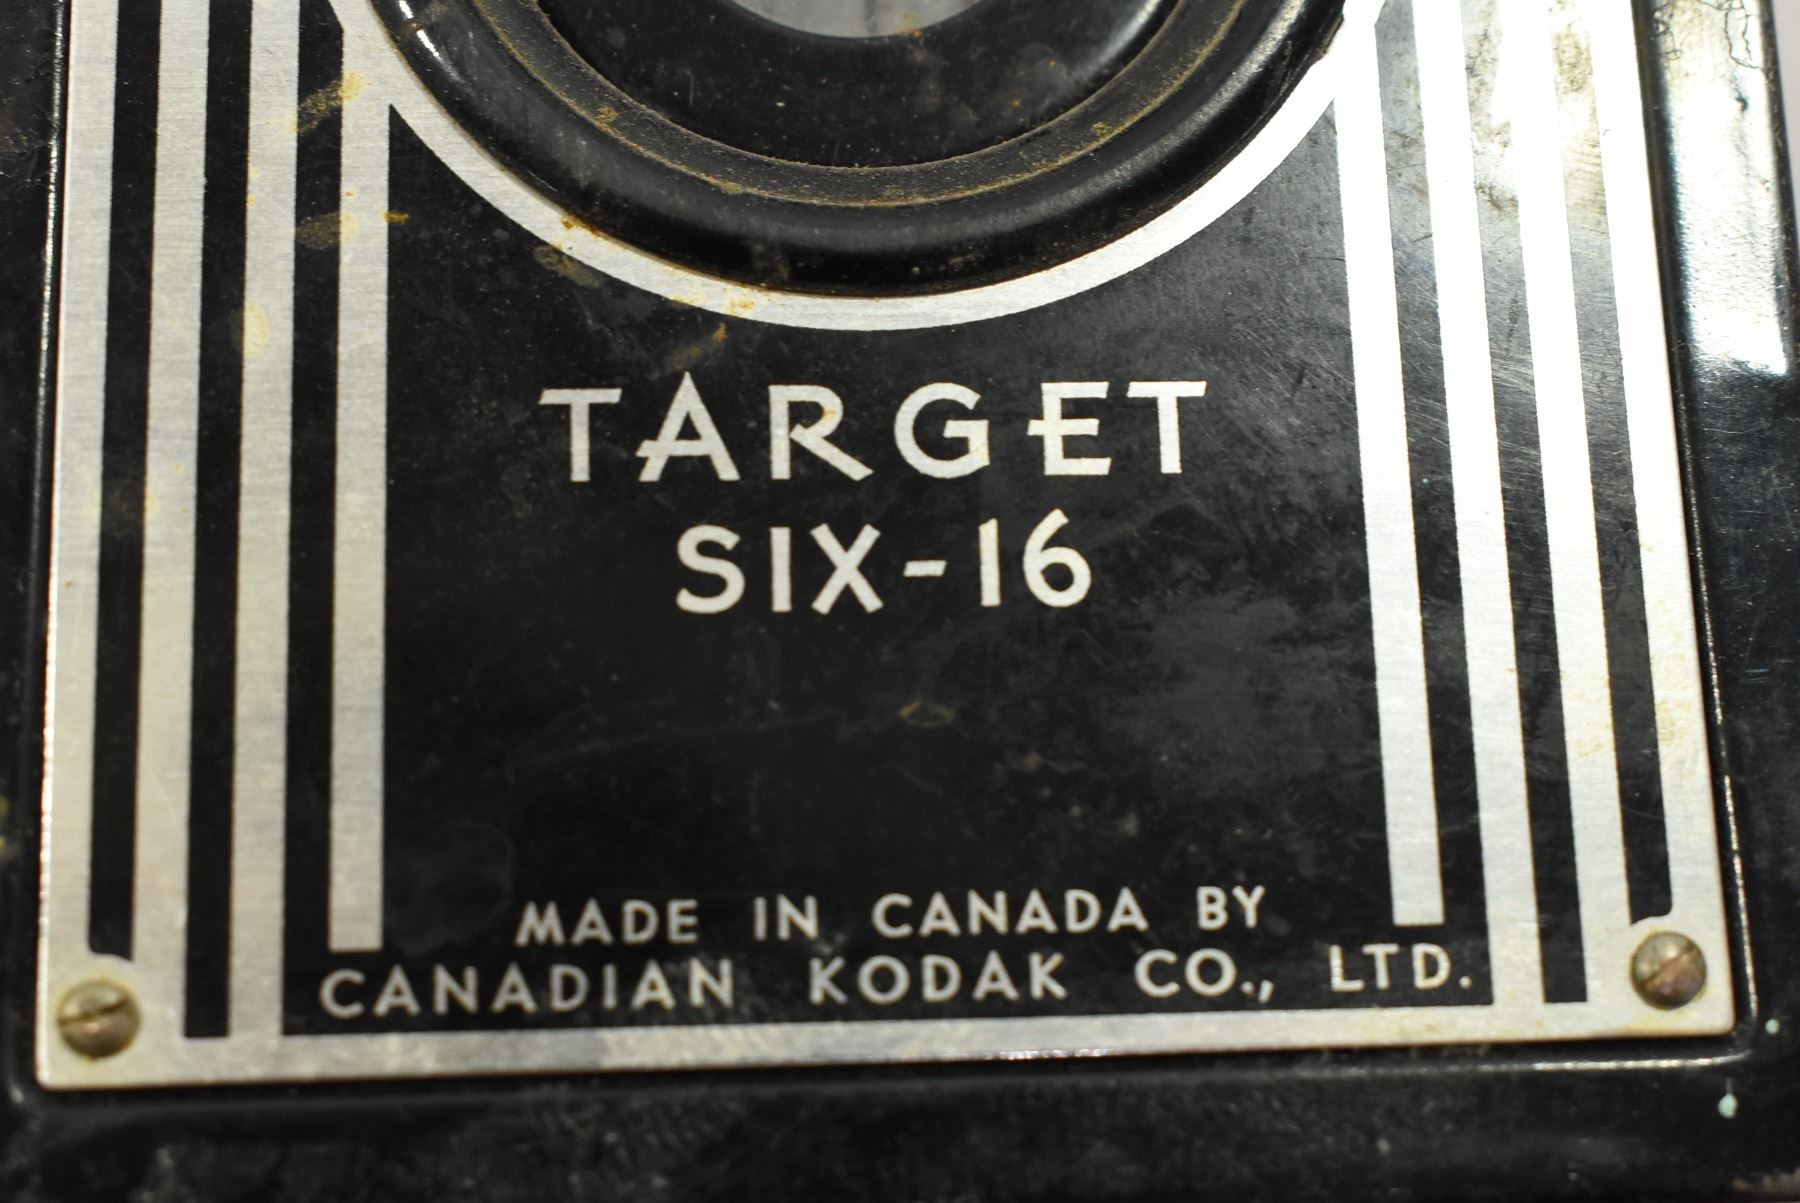 TARGET
SIX-16
MADE IN CANADA BY
CANADIAN KODAK CO., LTD.